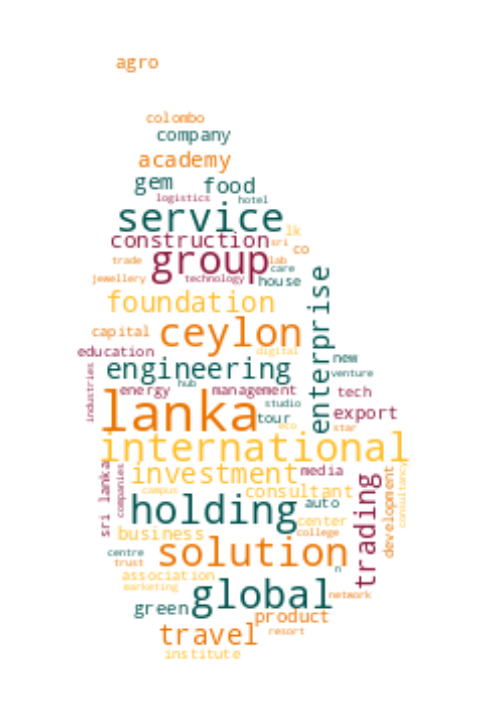 agro
colombo
company
academy
gem food
logistics hotel
service
lk
construction sri
group co
trade lab
care
jewellery technology house
foundation
enterprise
capital ceylon
education digital
engineering new
venture
industries
energy hub management tech
lanka studio
tour export
eco star
international
sri lanka
companies
investment media
trading
development
consultancy
campus consultant
holding auto
business center
college
centre solution
trust n
association
marketing global network
green product
travel resort
institute